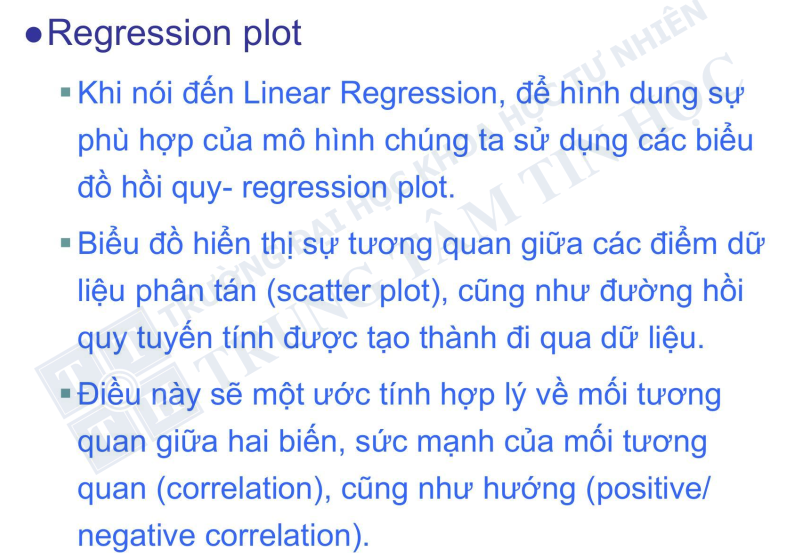 ●Regression plot
▪Khi nói đến Linear Regression, để hình dung sự
phù hợp của mô hình chúng ta sử dụng các biểu
đồ hồi quy- regression plot.
▪Biểu đồ hiển thị sự tương quan giữa các điểm dữ
liệu phân tán (scatter plot), cũng như đường hồi
quy tuyến tính được tạo thành đi qua dữ liệu.
▪Điều này sẽ một ước tính hợp lý về mối tương
quan giữa hai biến, sức mạnh của mối tương
quan (correlation), cũng như hướng (positive/
negative correlation).
TRƯỜNG ĐẠI HỌC KHOA HỌC TỰ NHIÊN
TRUNG TÂM TIN HỌC